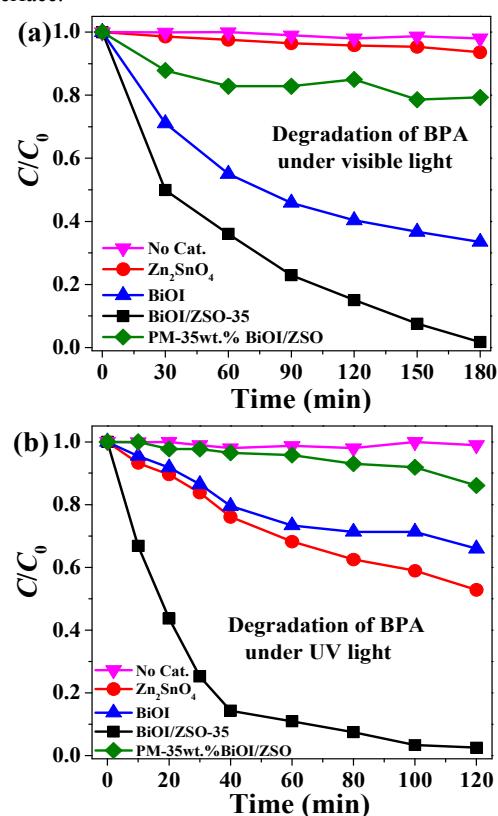 (a)
1.0
0.8
0.6
0.4
0.2
0.0
C/C₀
Degradation of BPA
under visible light
No Cat.
Zn₂SnO₄
BiOI
BiOI/ZSO-35
PM-35wt.% BiOI/ZSO
0 30 60 90 120 150 180
Time (min)
(b)
1.0
0.8
0.6
0.4
0.2
0.0
C/C₀
Degradation of BPA
under UV light
No Cat.
Zn₂SnO₄
BiOI
BiOI/ZSO-35
PM-35wt.%BiOI/ZSO
0 20 40 60 80 100 120
Time (min)